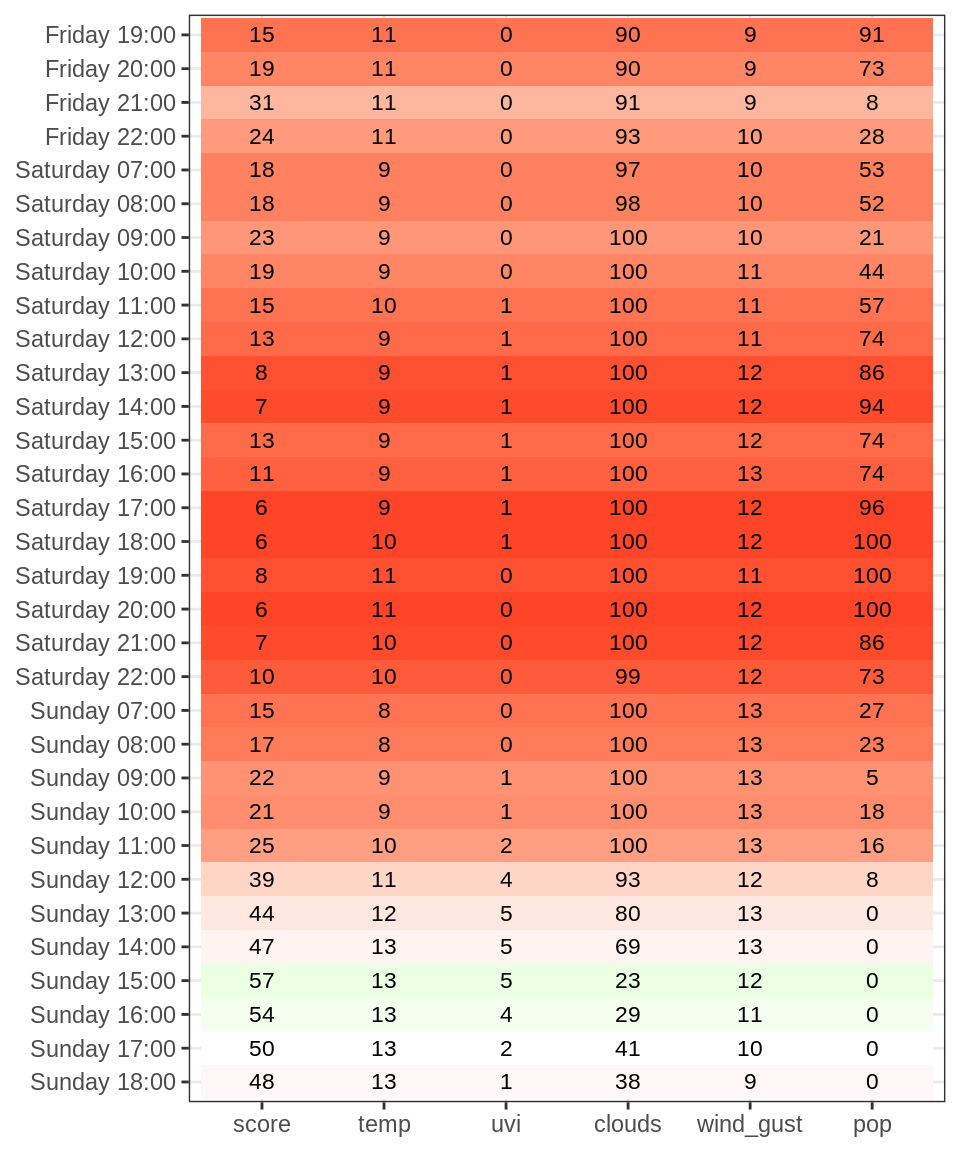 Friday 19:00 15 11 0 90 9 91
Friday 20:00 19 11 0 90 9 73
Friday 21:00 31 11 0 91 9 8
Friday 22:00 24 11 0 93 10 28
Saturday 07:00 18 9 0 97 10 53
Saturday 08:00 18 9 0 98 10 52
Saturday 09:00 23 9 0 100 10 21
Saturday 10:00 19 9 0 100 11 44
Saturday 11:00 15 10 1 100 11 57
Saturday 12:00 13 9 1 100 11 74
Saturday 13:00 8 9 1 100 12 86
Saturday 14:00 7 9 1 100 12 94
Saturday 15:00 13 9 1 100 12 74
Saturday 16:00 11 9 1 100 13 74
Saturday 17:00 6 9 1 100 12 96
Saturday 18:00 6 10 1 100 12 100
Saturday 19:00 8 11 0 100 11 100
Saturday 20:00 6 11 0 100 12 100
Saturday 21:00 7 10 0 100 12 86
Saturday 22:00 10 10 0 99 12 73
Sunday 07:00 15 8 0 100 13 27
Sunday 08:00 17 8 0 100 13 23
Sunday 09:00 22 9 1 100 13 5
Sunday 10:00 21 9 1 100 13 18
Sunday 11:00 25 10 2 100 13 16
Sunday 12:00 39 11 4 93 12 8
Sunday 13:00 44 12 5 80 13 0
Sunday 14:00 47 13 5 69 13 0
Sunday 15:00 57 13 5 23 12 0
Sunday 16:00 54 13 4 29 11 0
Sunday 17:00 50 13 2 41 10 0
Sunday 18:00 48 13 1 38 9 0
score temp uvi clouds wind_gust pop